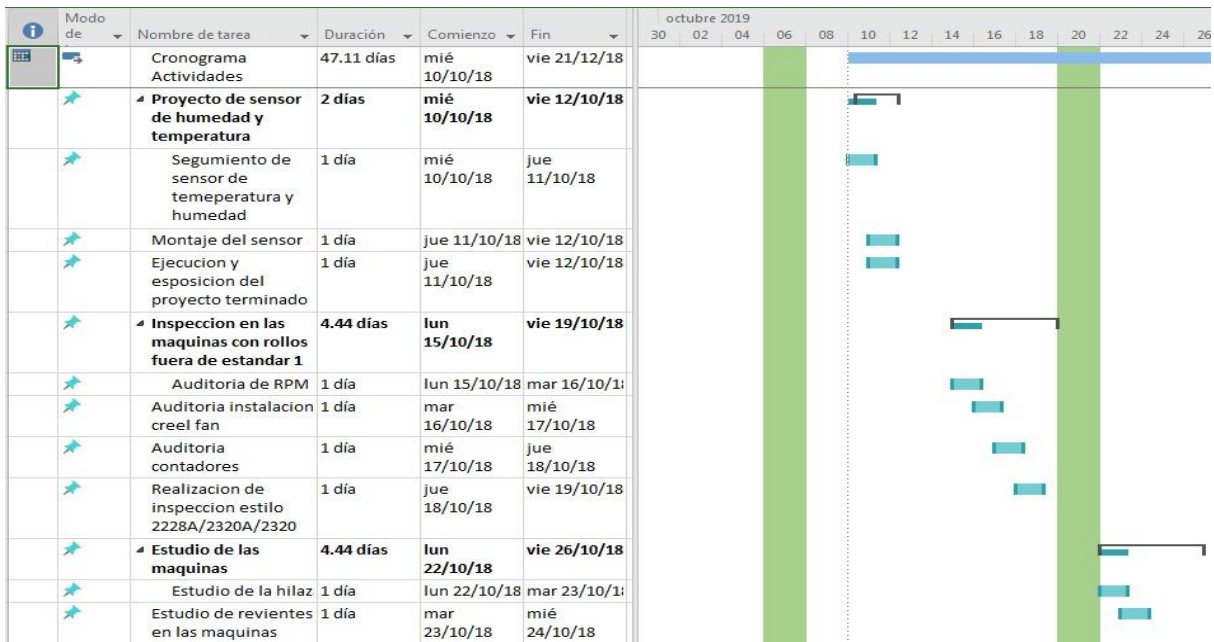 octubre 2019
Modo de
Nombre de tarea
Duración
Comienzo
Fin
30 02 04 06 08 10 12 14 16 18 20 22 24 26
Cronograma
Actividades
47.11 días
mié
10/10/18
vie 21/12/18
Proyecto de sensor
de humedad y
temperatura
2 días
mié
10/10/18
vie 12/10/18
Segumiento de
sensor de
temeperatura y
humedad
1 día
mié
10/10/18
jue
11/10/18
Montaje del sensor
1 día
jue 11/10/18
vie 12/10/18
Ejecucion y
esposicion del
proyecto terminado
1 día
jue
11/10/18
vie 12/10/18
Inspeccion en las
maquinas con rollos
fuera de estandar 1
4.44 días
lun
15/10/18
vie 19/10/18
Auditoria de RPM
1 día
lun 15/10/18
mar 16/10/1
Auditoria instalacion
creel fan
1 día
mar
16/10/18
mié
17/10/18
Auditoria
contadores
1 día
mié
17/10/18
jue
18/10/18
Realizacion de
inspeccion estilo
2228A/2320A/2320
1 día
jue
18/10/18
vie 19/10/18
Estudio de las
maquinas
4.44 días
lun
22/10/18
vie 26/10/18
Estudio de la hilaz
1 día
lun 22/10/18
mar 23/10/1
Estudio de revientes
en las maquinas
1 día
mar
23/10/18
mié
24/10/18